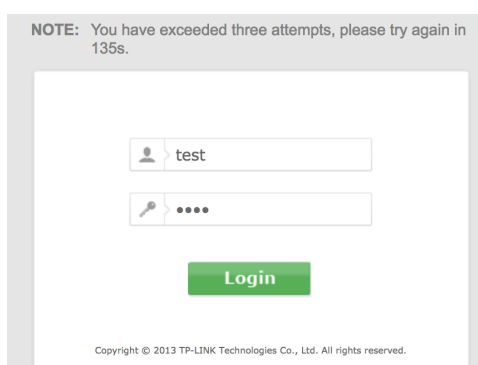 NOTE: You have exceeded three attempts, please try again in
135s.
test
••••
Login
Copyright © 2013 TP-LINK Technologies Co., Ltd. All rights reserved.